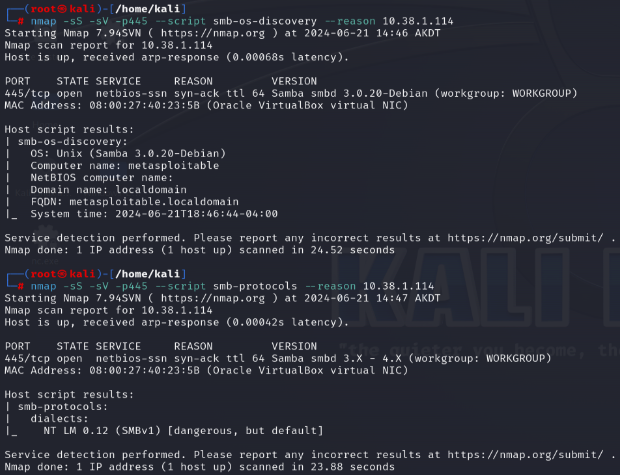 ┌──(root㉿kali)-[/home/kali]
└─# nmap -sS -sV -p445 --script smb-os-discovery --reason 10.38.1.114
Starting Nmap 7.94SVN ( https://nmap.org ) at 2024-06-21 14:46 AKDT
Nmap scan report for 10.38.1.114
Host is up, received arp-response (0.00068s latency).

PORT    STATE SERVICE     REASON         VERSION
445/tcp open  netbios-ssn syn-ack ttl 64 Samba smbd 3.0.20-Debian (workgroup: WORKGROUP)
MAC Address: 08:00:27:40:23:5B (Oracle VirtualBox virtual NIC)

Host script results:
| smb-os-discovery:
|   OS: Unix (Samba 3.0.20-Debian)
|   Computer name: metasploitable
|   NetBIOS computer name:
|   Domain name: localdomain
|   FQDN: metasploitable.localdomain
|_  System time: 2024-06-21T18:46:44-04:00

Service detection performed. Please report any incorrect results at https://nmap.org/submit/ .
Nmap done: 1 IP address (1 host up) scanned in 24.52 seconds

┌──(root㉿kali)-[/home/kali]
└─# nmap -sS -sV -p445 --script smb-protocols --reason 10.38.1.114
Starting Nmap 7.94SVN ( https://nmap.org ) at 2024-06-21 14:47 AKDT
Nmap scan report for 10.38.1.114
Host is up, received arp-response (0.00042s latency).

PORT    STATE SERVICE     REASON         VERSION
445/tcp open  netbios-ssn syn-ack ttl 64 Samba smbd 3.X - 4.X (workgroup: WORKGROUP)
MAC Address: 08:00:27:40:23:5B (Oracle VirtualBox virtual NIC)

Host script results:
| smb-protocols:
|   dialects:
|_    NT LM 0.12 (SMBv1) [dangerous, but default]

Service detection performed. Please report any incorrect results at https://nmap.org/submit/ .
Nmap done: 1 IP address (1 host up) scanned in 23.88 seconds
KALI
"the quieter you become, th